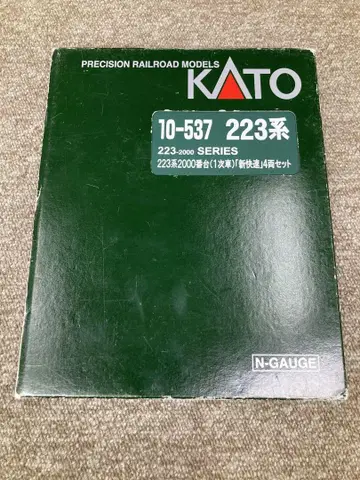 PRECISION RAILROAD MODELS
KATO
10-537 223系
223-2000 SERIES
223系2000番台(1次車)「新快速」4両セット
N-GAUGE